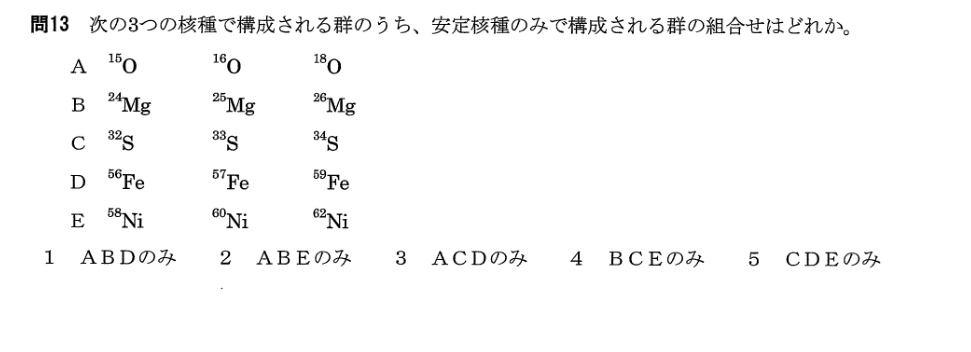 問13 次の3つの核種で構成される群のうち、安定核種のみで構成される群の組合せはどれか。
A ¹⁵O ¹⁶O ¹⁸O
B ²⁴Mg ²⁵Mg ²⁶Mg
C ³²S ³³S ³⁴S
D ⁵⁶Fe ⁵⁷Fe ⁵⁹Fe
E ⁵⁸Ni ⁶⁰Ni ⁶²Ni
1 ABDのみ 2 ABEのみ 3 ACDのみ 4 BCEのみ 5 CDEのみ